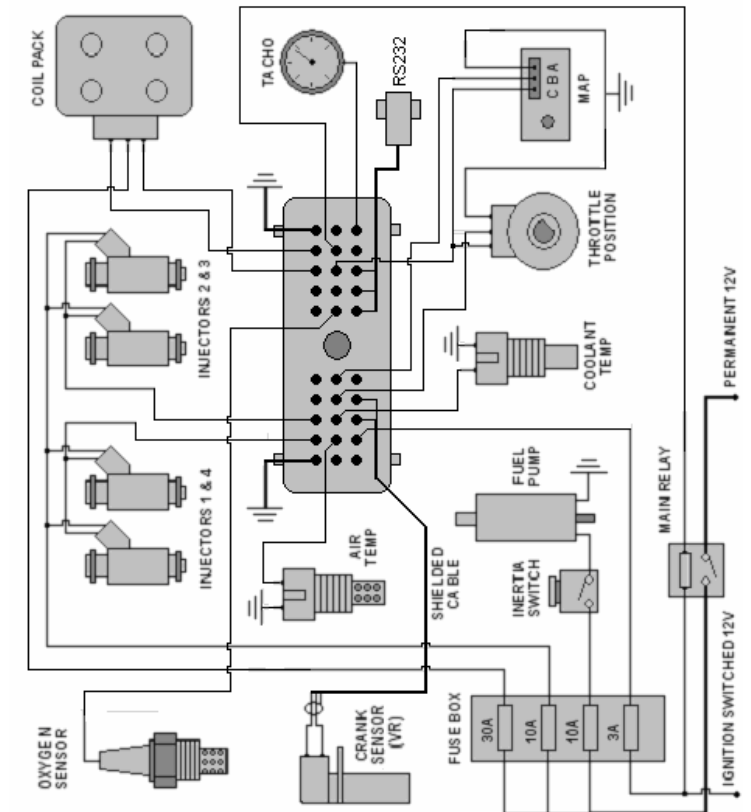 COIL PACK
TACHO
RS232
C B A
MAP
INJECTORS 2 & 3
THROTTLE
POSITION
COOLANT
TEMP
PERMANENT 12V
INJECTORS 1 & 4
AIR
TEMP
FUEL
PUMP
MAIN RELAY
SHIELDED
CABLE
INERTIA
SWITCH
OXYGEN
SENSOR
CRANK
SENSOR
(VR)
FUSE BOX
30A
10A
10A
3A
IGNITION SWITCHED 12V